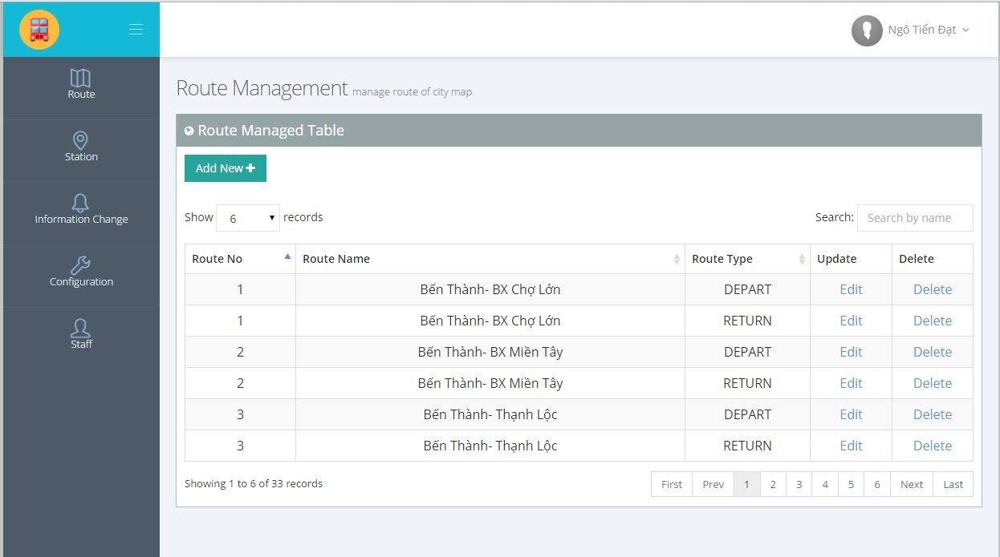 Ngô Tiến Đạt
Route
Station
Information Change
Configuration
Staff
Route Management manage route of city map
Route Managed Table
Add New
Show 6 records Search: Search by name
Route No Route Name Route Type Update Delete
1 Bến Thành- BX Chợ Lớn DEPART Edit Delete
1 Bến Thành- BX Chợ Lớn RETURN Edit Delete
2 Bến Thành- BX Miền Tây DEPART Edit Delete
2 Bến Thành- BX Miền Tây RETURN Edit Delete
3 Bến Thành- Thạnh Lộc DEPART Edit Delete
3 Bến Thành- Thạnh Lộc RETURN Edit Delete
Showing 1 to 6 of 33 records First Prev 1 2 3 4 5 6 Next Last